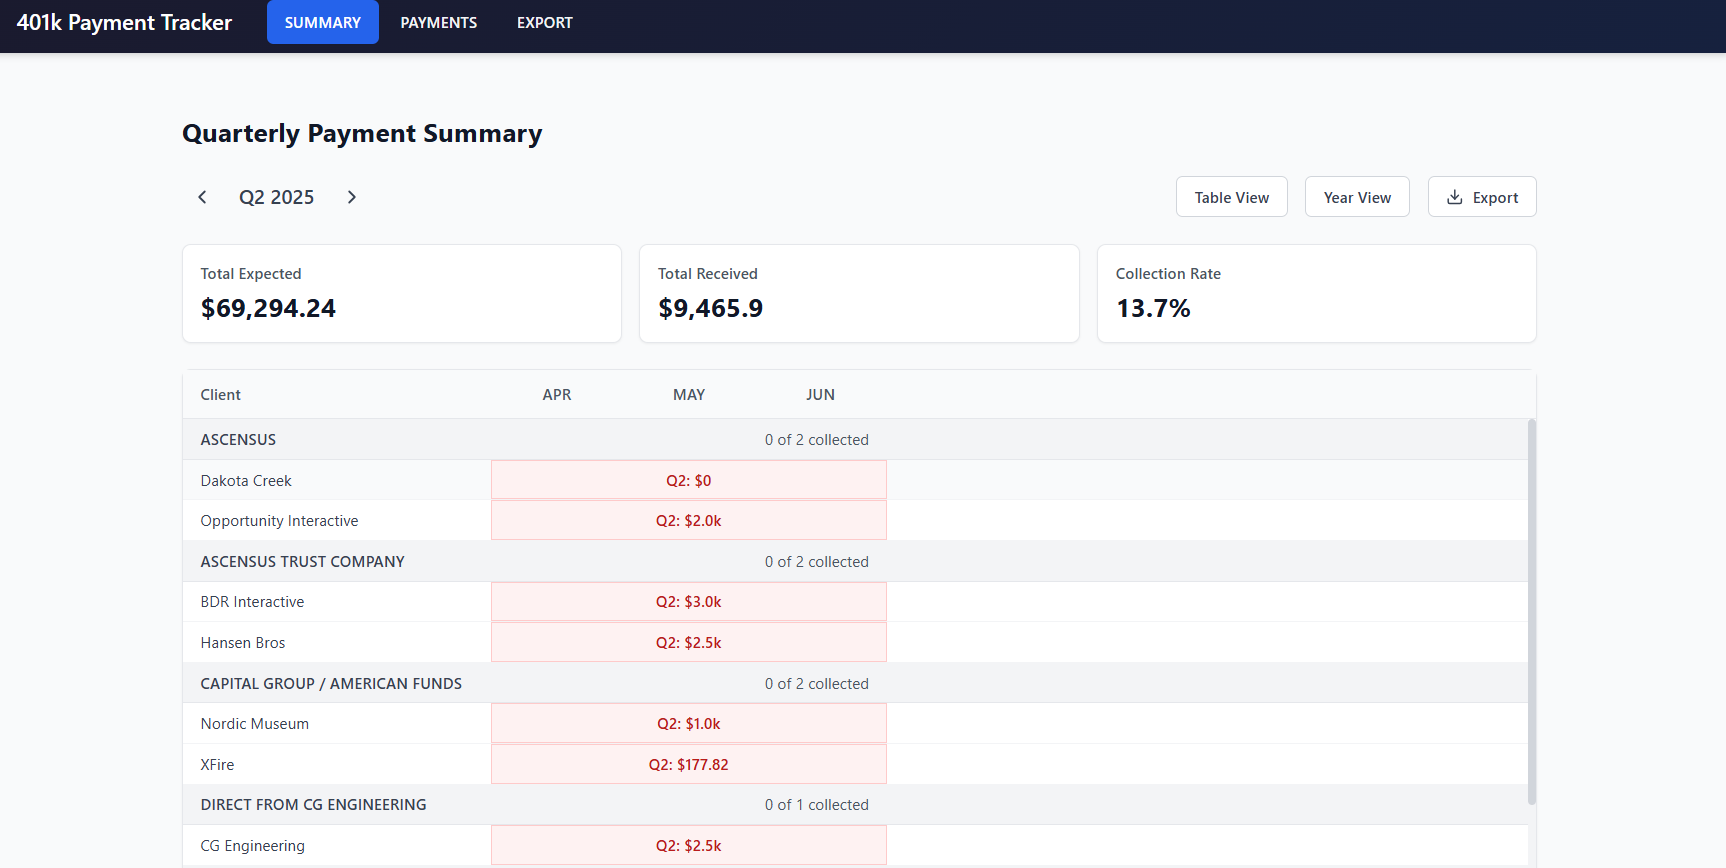 401k Payment Tracker SUMMARY PAYMENTS EXPORT
Quarterly Payment Summary
Q2 2025 Table View Year View Export
Total Expected Total Received Collection Rate
$69,294.24 $9,465.9 13.7%
Client APR MAY JUN
ASCENSUS 0 of 2 collected
Dakota Creek Q2: $0
Opportunity Interactive Q2: $2.0k
ASCENSUS TRUST COMPANY 0 of 2 collected
BDR Interactive Q2: $3.0k
Hansen Bros Q2: $2.5k
CAPITAL GROUP / AMERICAN FUNDS 0 of 2 collected
Nordic Museum Q2: $1.0k
XFire Q2: $177.82
DIRECT FROM CG ENGINEERING 0 of 1 collected
CG Engineering Q2: $2.5k